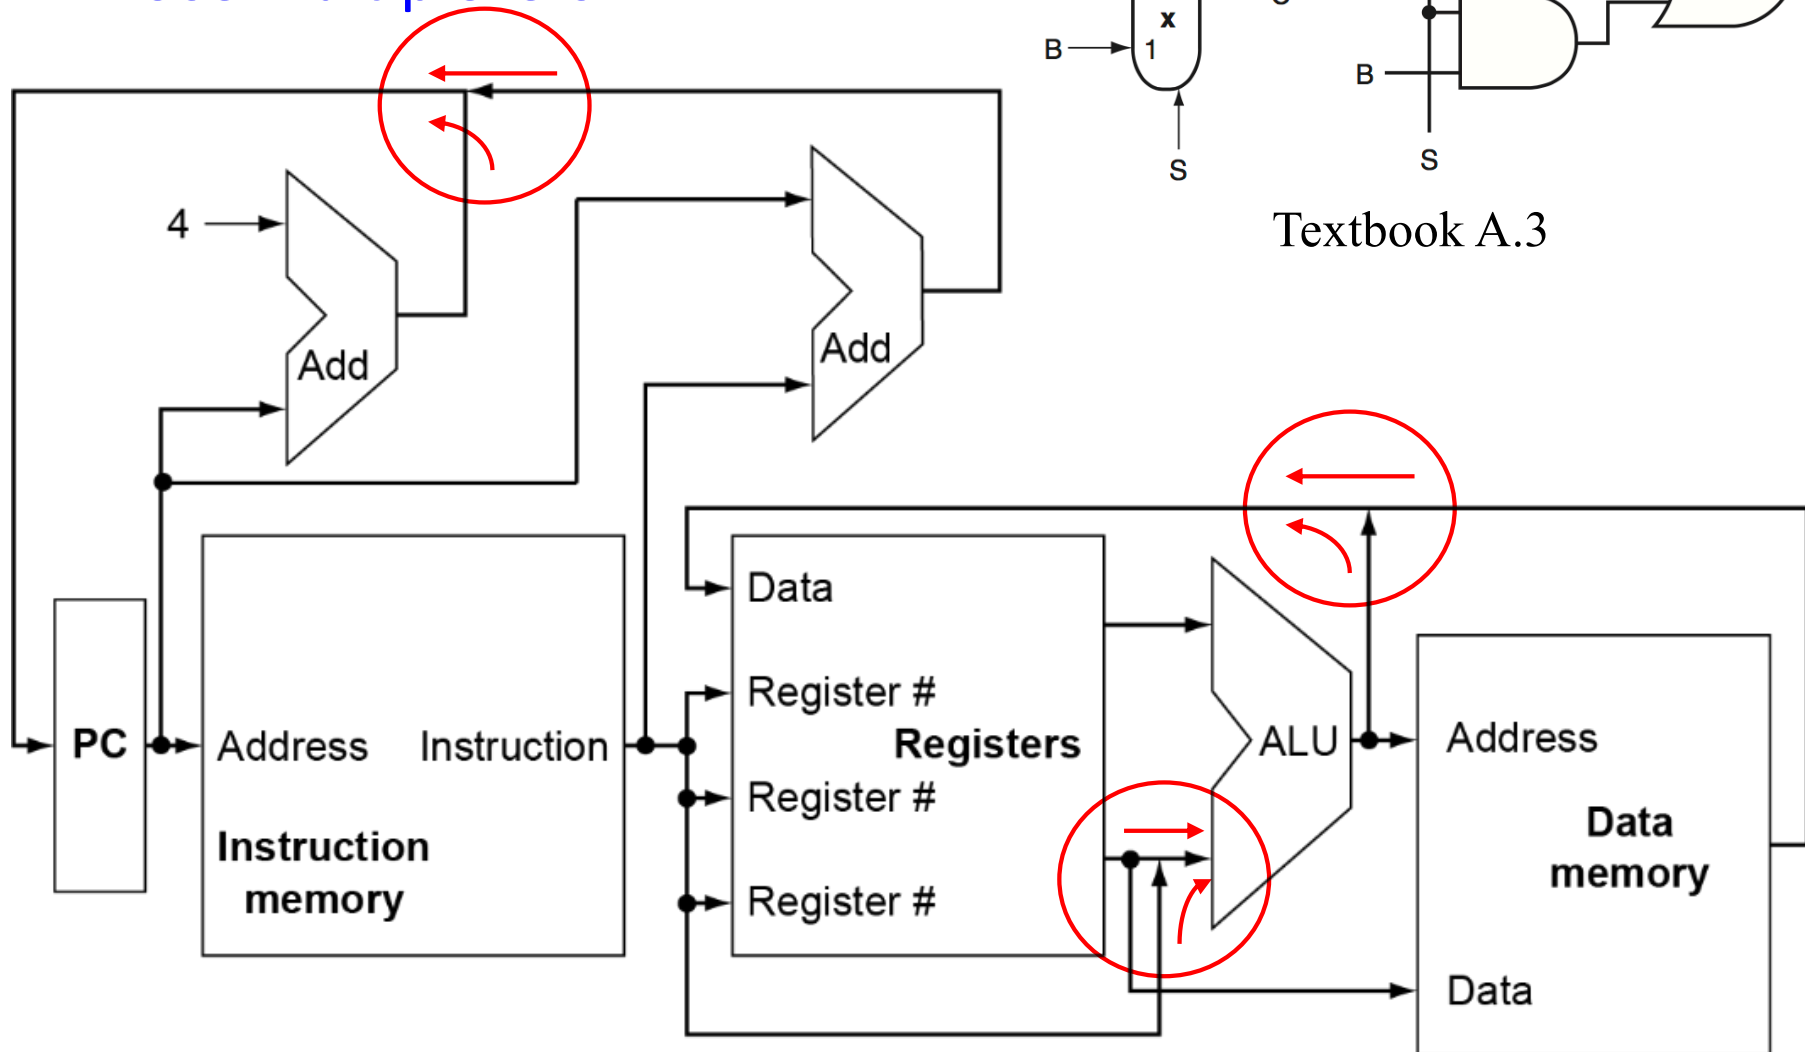 x
B
1
S
B
S
Textbook A.3
4
Add
Add
Data
Register #
PC
Address
Instruction
Registers
ALU
Address
Register #
Instruction
memory
Data
memory
Register #
Data